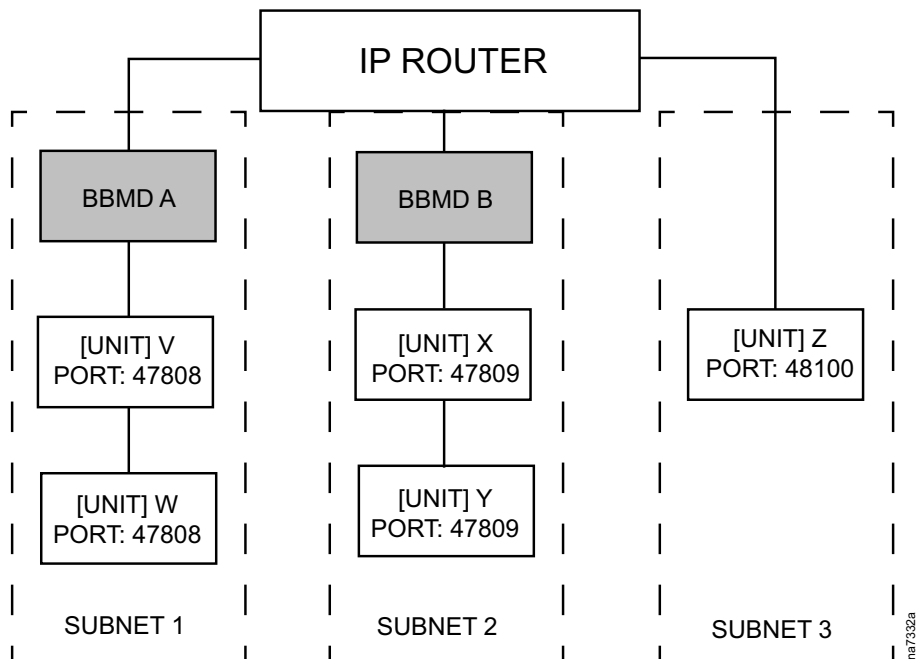 IP ROUTER
BBMD A
BBMD B
[UNIT] V
PORT: 47808
[UNIT] X
PORT: 47809
[UNIT] Z
PORT: 48100
[UNIT] W
PORT: 47808
[UNIT] Y
PORT: 47809
SUBNET 1
SUBNET 2
SUBNET 3
na7332a